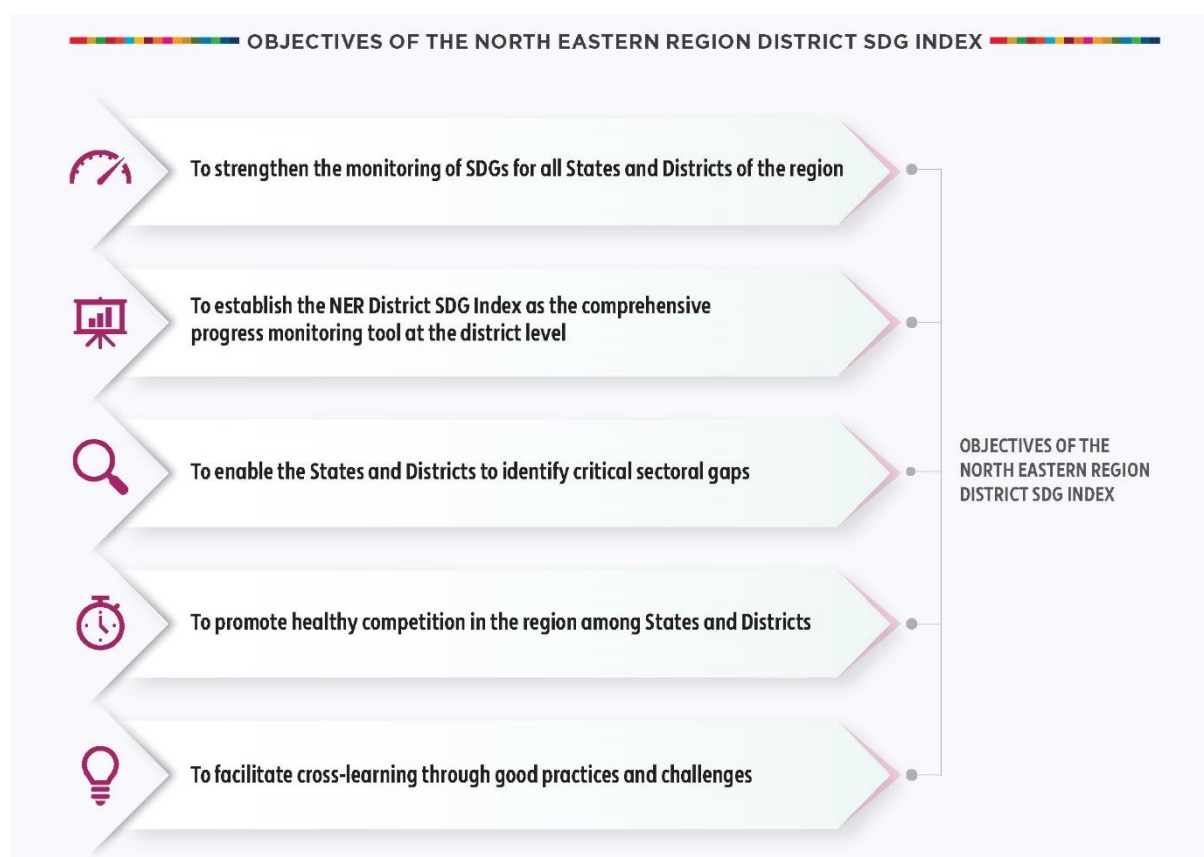 OBJECTIVES OF THE NORTH EASTERN REGION DISTRICT SDG INDEX
To strengthen the monitoring of SDGs for all States and Districts of the region
To establish the NER District SDG Index as the comprehensive
progress monitoring tool at the district level
To enable the States and Districts to identify critical sectoral gaps
To promote healthy competition in the region among States and Districts
To facilitate cross-learning through good practices and challenges
OBJECTIVES OF THE
NORTH EASTERN REGION
DISTRICT SDG INDEX